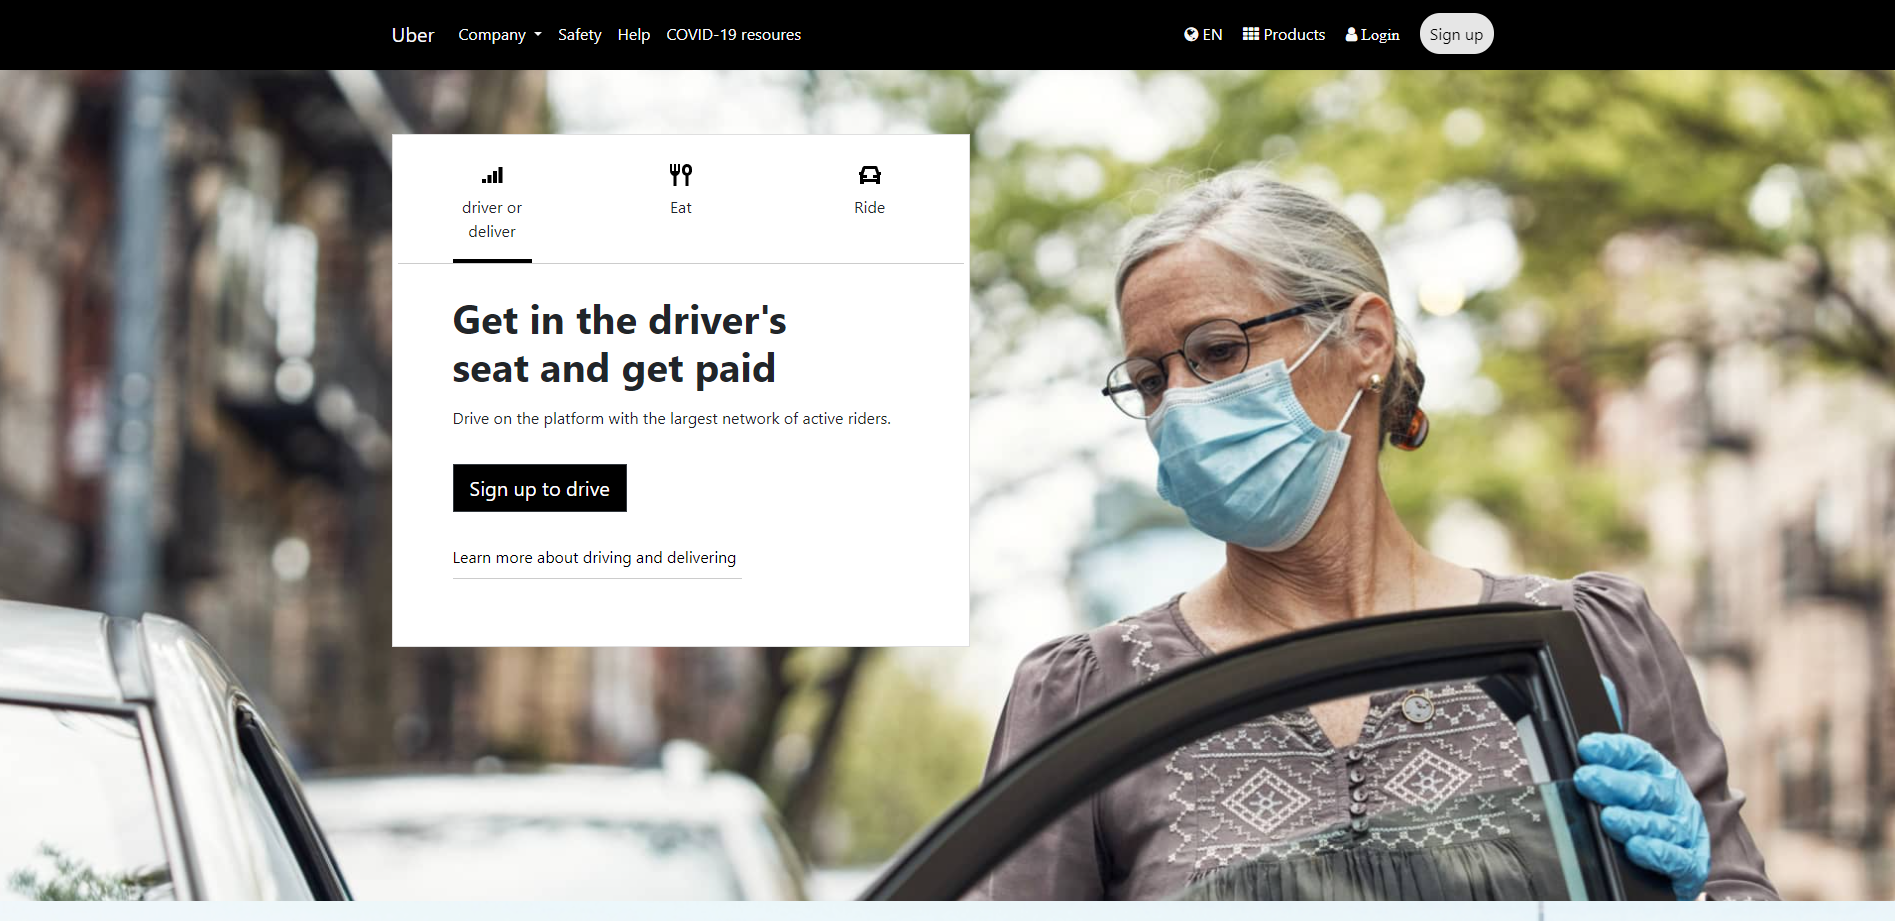 Uber Company Safety Help COVID-19 resoures EN Products Login Sign up
driver or
deliver
Eat
Ride
Get in the driver's
seat and get paid
Drive on the platform with the largest network of active riders.
Sign up to drive
Learn more about driving and delivering